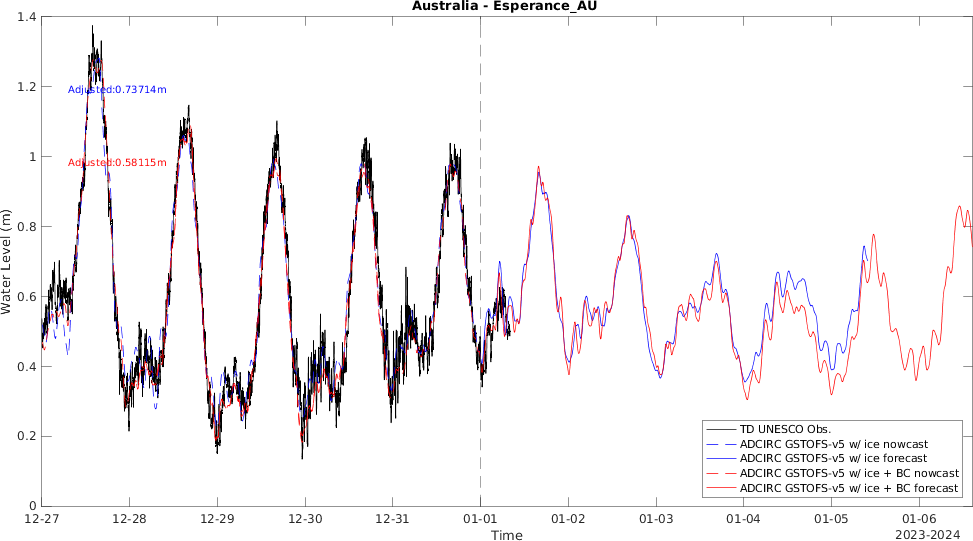 Australia - Esperance_AU
Water Level (m)
1.4
1.2
1
0.8
0.6
0.4
0.2
0
Adjusted:0.73714m
Adjusted:0.58115m
TD UNESCO Obs.
ADCIRC GSTOFS-v5 w/ ice nowcast
ADCIRC GSTOFS-v5 w/ ice forecast
ADCIRC GSTOFS-v5 w/ ice + BC nowcast
ADCIRC GSTOFS-v5 w/ ice + BC forecast
12-27 12-28 12-29 12-30 12-31 01-01 01-02 01-03 01-04 01-05 01-06
Time
2023-2024